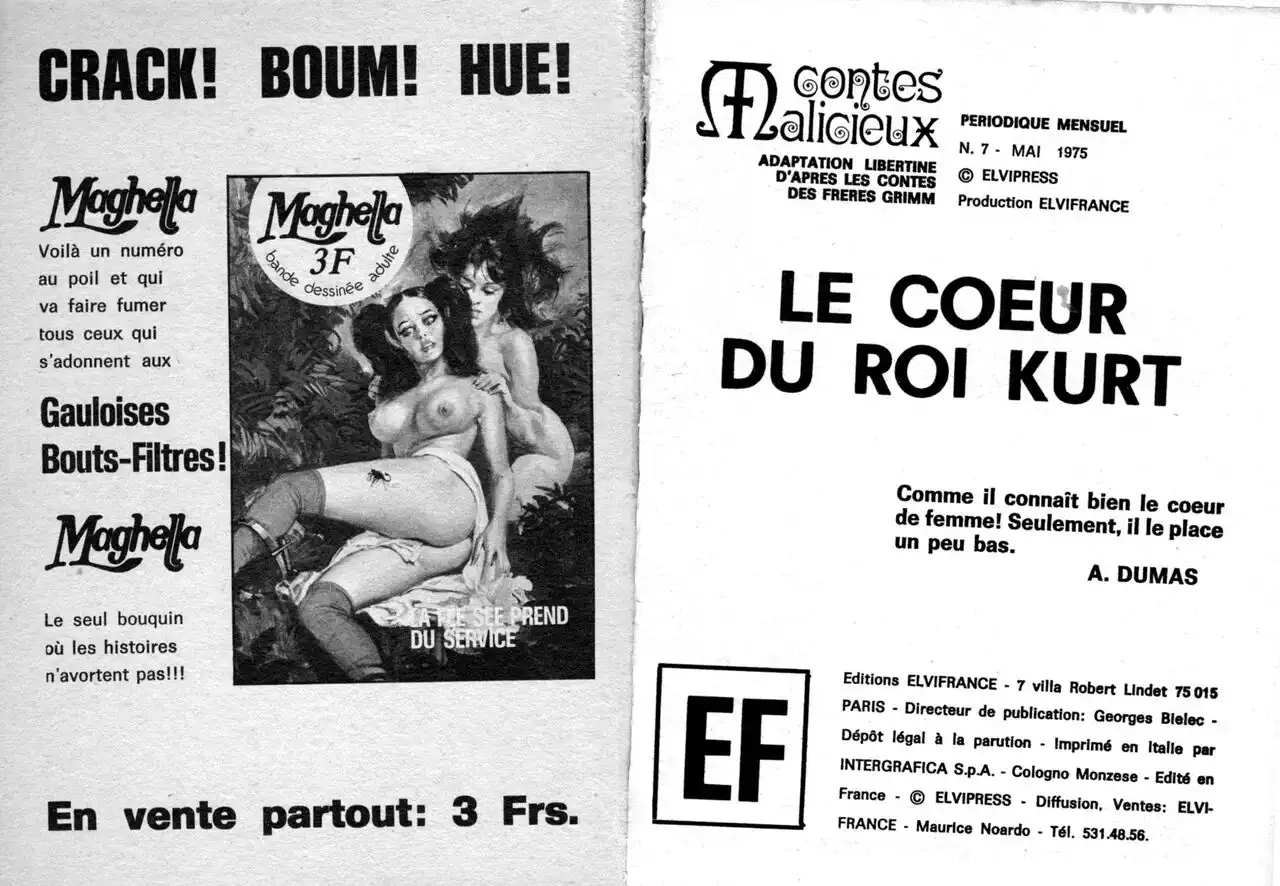 CRACK! BOUM! HUE!
Maghella
Voilà un numéro
au poil et qui
va faire fumer
tous ceux qui
s'adonnent aux
Gauloises
Bouts-Filtres!
Maghella
Le seul bouquin
où les histoires
n'avortent pas!!!
Maghella
3F
bande dessinée adulte
LA FEE SEE PREND
DU SERVICE
En vente partout: 3 Frs.
contes
Malicieux
ADAPTATION LIBERTINE
D'APRES LES CONTES
DES FRERES GRIMM
PERIODIQUE MENSUEL
N. 7 - MAI 1975
© ELVIPRESS
Production ELVIFRANCE
LE COEUR
DU ROI KURT
Comme il connaît bien le coeur
de femme! Seulement, il le place
un peu bas.
A. DUMAS
EF
Editions ELVIFRANCE - 7 villa Robert Lindet 75 015
PARIS - Directeur de publication: Georges Bielec -
Dépôt légal à la parution - Imprimé en Italie par
INTERGRAFICA S.p.A. - Cologno Monzese - Edité en
France - © ELVIPRESS - Diffusion, Ventes: ELVI-
FRANCE - Maurice Noardo - Tél. 531.48.56.